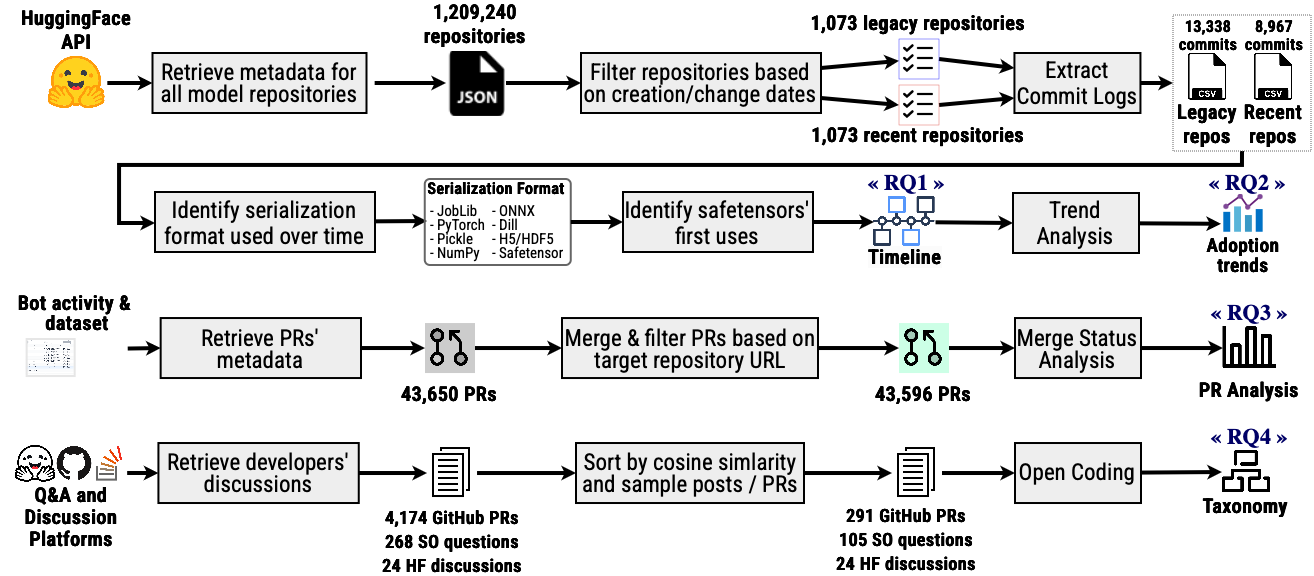 HuggingFace
API
Retrieve metadata for
all model repositories
1,209,240
repositories
JSON
Filter repositories based
on creation/change dates
1,073 legacy repositories
1,073 recent repositories
Extract
Commit Logs
13,338
commits
CSV
Legacy
repos
8,967
commits
CSV
Recent
repos
Identify serialization
format used over time
Serialization Format
- JobLib
- PyTorch
- Pickle
- NumPy
- ONNX
- Dill
- H5/HDF5
- Safetensor
Identify safetensors'
first uses
« RQ1 »
Timeline
Trend
Analysis
« RQ2 »
Adoption
trends
Bot activity &
dataset
Retrieve PRs'
metadata
43,650 PRs
Merge & filter PRs based on
target repository URL
43,596 PRs
Merge Status
Analysis
« RQ3 »
PR Analysis
Q&A and
Discussion
Platforms
Retrieve developers'
discussions
4,174 GitHub PRs
268 SO questions
24 HF discussions
Sort by cosine simlarity
and sample posts / PRs
291 GitHub PRs
105 SO questions
24 HF discussions
Open Coding
« RQ4 »
Taxonomy